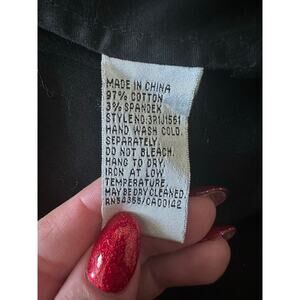 MADE IN CHINA
97% COTTON
3% SPANDEX
STYLE NO:3R1J1561
HAND WASH COLD.
SEPARATELY.
DO NOT BLEACH.
HANG TO DRY.
IRON AT LOW
TEMPERATURE.
MAY BE DRY CLEANED.
RN54355/CA00142